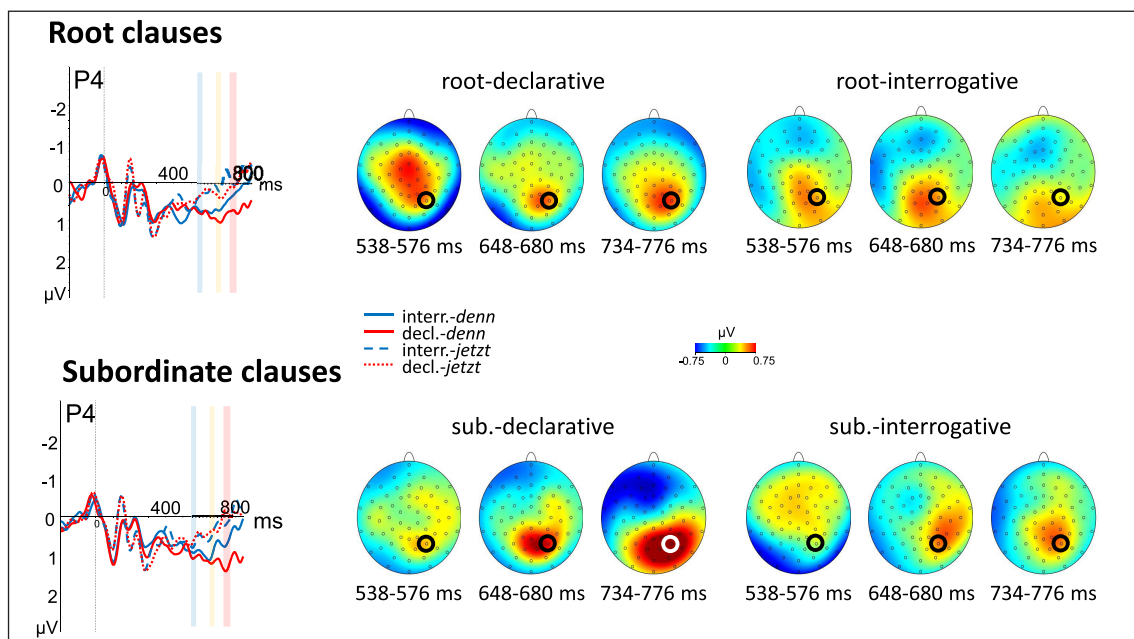 Root clauses
P4
-2
-1
0
1
2
µV
0
400
800
ms
root-declarative
538-576 ms
648-680 ms
734-776 ms
root-interrogative
538-576 ms
648-680 ms
734-776 ms
interr.-denn
decl.-denn
interr.-jetzt
decl.-jetzt
µV
-0.75 0 0.75
Subordinate clauses
P4
-2
-1
0
1
2
µV
0
400
800
ms
sub.-declarative
538-576 ms
648-680 ms
734-776 ms
sub.-interrogative
538-576 ms
648-680 ms
734-776 ms